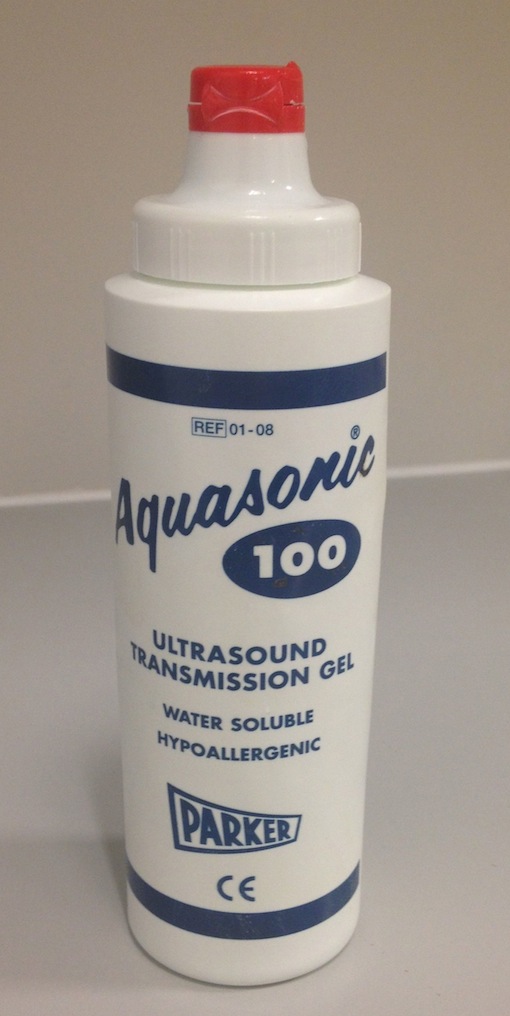 REF 01-08
Aquasonic®
100
ULTRASOUND
TRANSMISSION GEL
WATER SOLUBLE
HYPOALLERGENIC
PARKER
CE